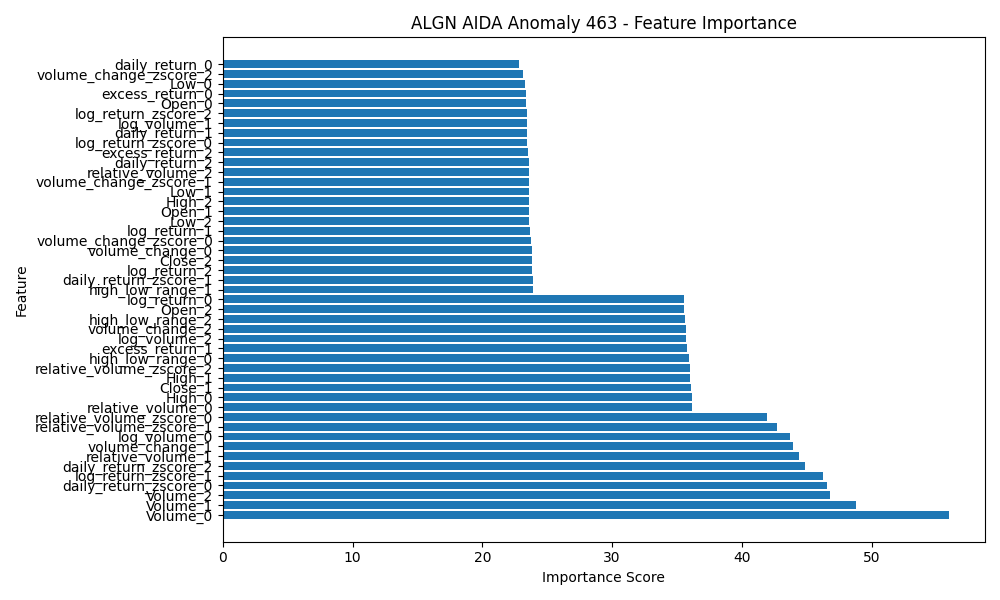 ALGN AIDA Anomaly 463 - Feature Importance
daily_return_0
volume_change_zscore_2
Low_0
excess_return_0
Open_0
log_return_zscore_2
log_volume_1
daily_return_1
log_return_zscore_0
excess_return_2
daily_return_2
relative_volume_2
volume_change_zscore_1
Low_1
High_2
Open_1
Low_2
log_return_1
volume_change_zscore_0
volume_change_0
Close_2
log_return_2
daily_return_zscore_1
high_low_range_1
log_return_0
Open_2
high_low_range_2
volume_change_2
log_volume_2
excess_return_1
high_low_range_0
relative_volume_zscore_2
High_1
Close_1
High_0
relative_volume_0
relative_volume_zscore_0
relative_volume_zscore_1
log_volume_0
volume_change_1
relative_volume_1
daily_return_zscore_2
log_return_zscore_1
daily_return_zscore_0
Volume_2
Volume_1
Volume_0
Feature
0 10 20 30 40 50
Importance Score